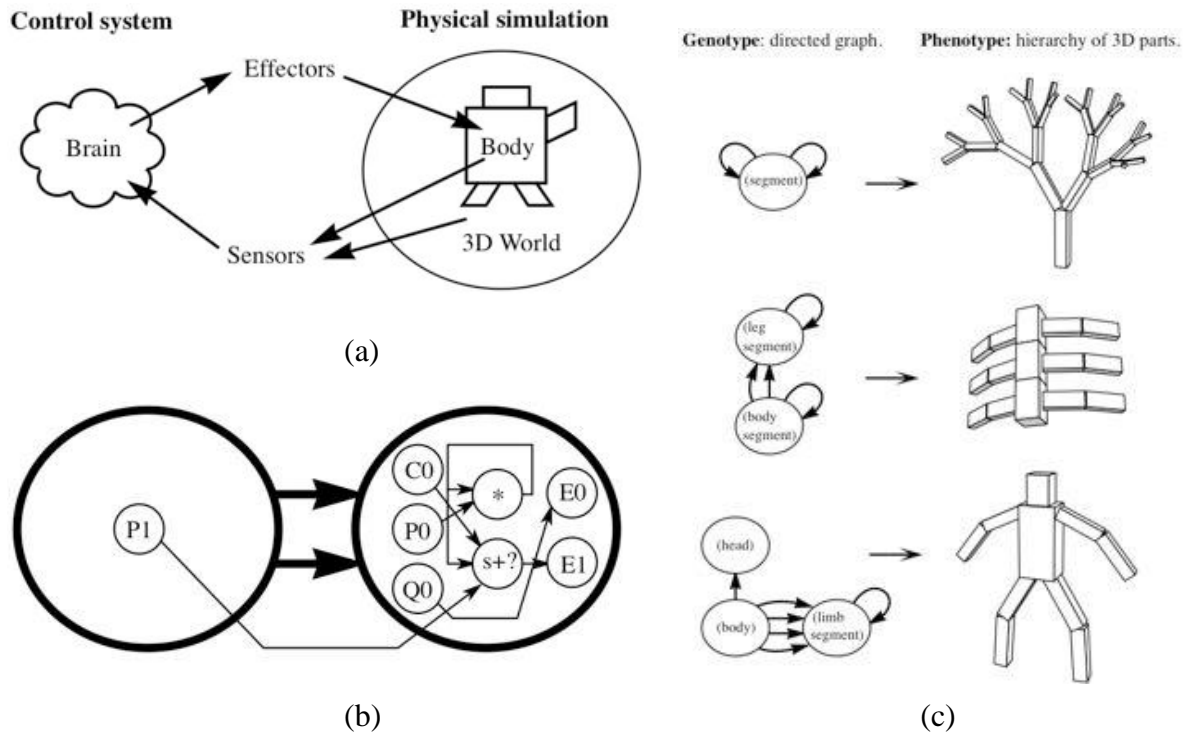 Control system
Physical simulation
Effectors
Brain
Body
Sensors
3D World
(a)
P1
C0
P0
Q0
*
s+?
E0
E1
(b)
Genotype: directed graph.
Phenotype: hierarchy of 3D parts.
(segment)
(leg
segment)
(body
segment)
(head)
(body)
(limb
segment)
(c)